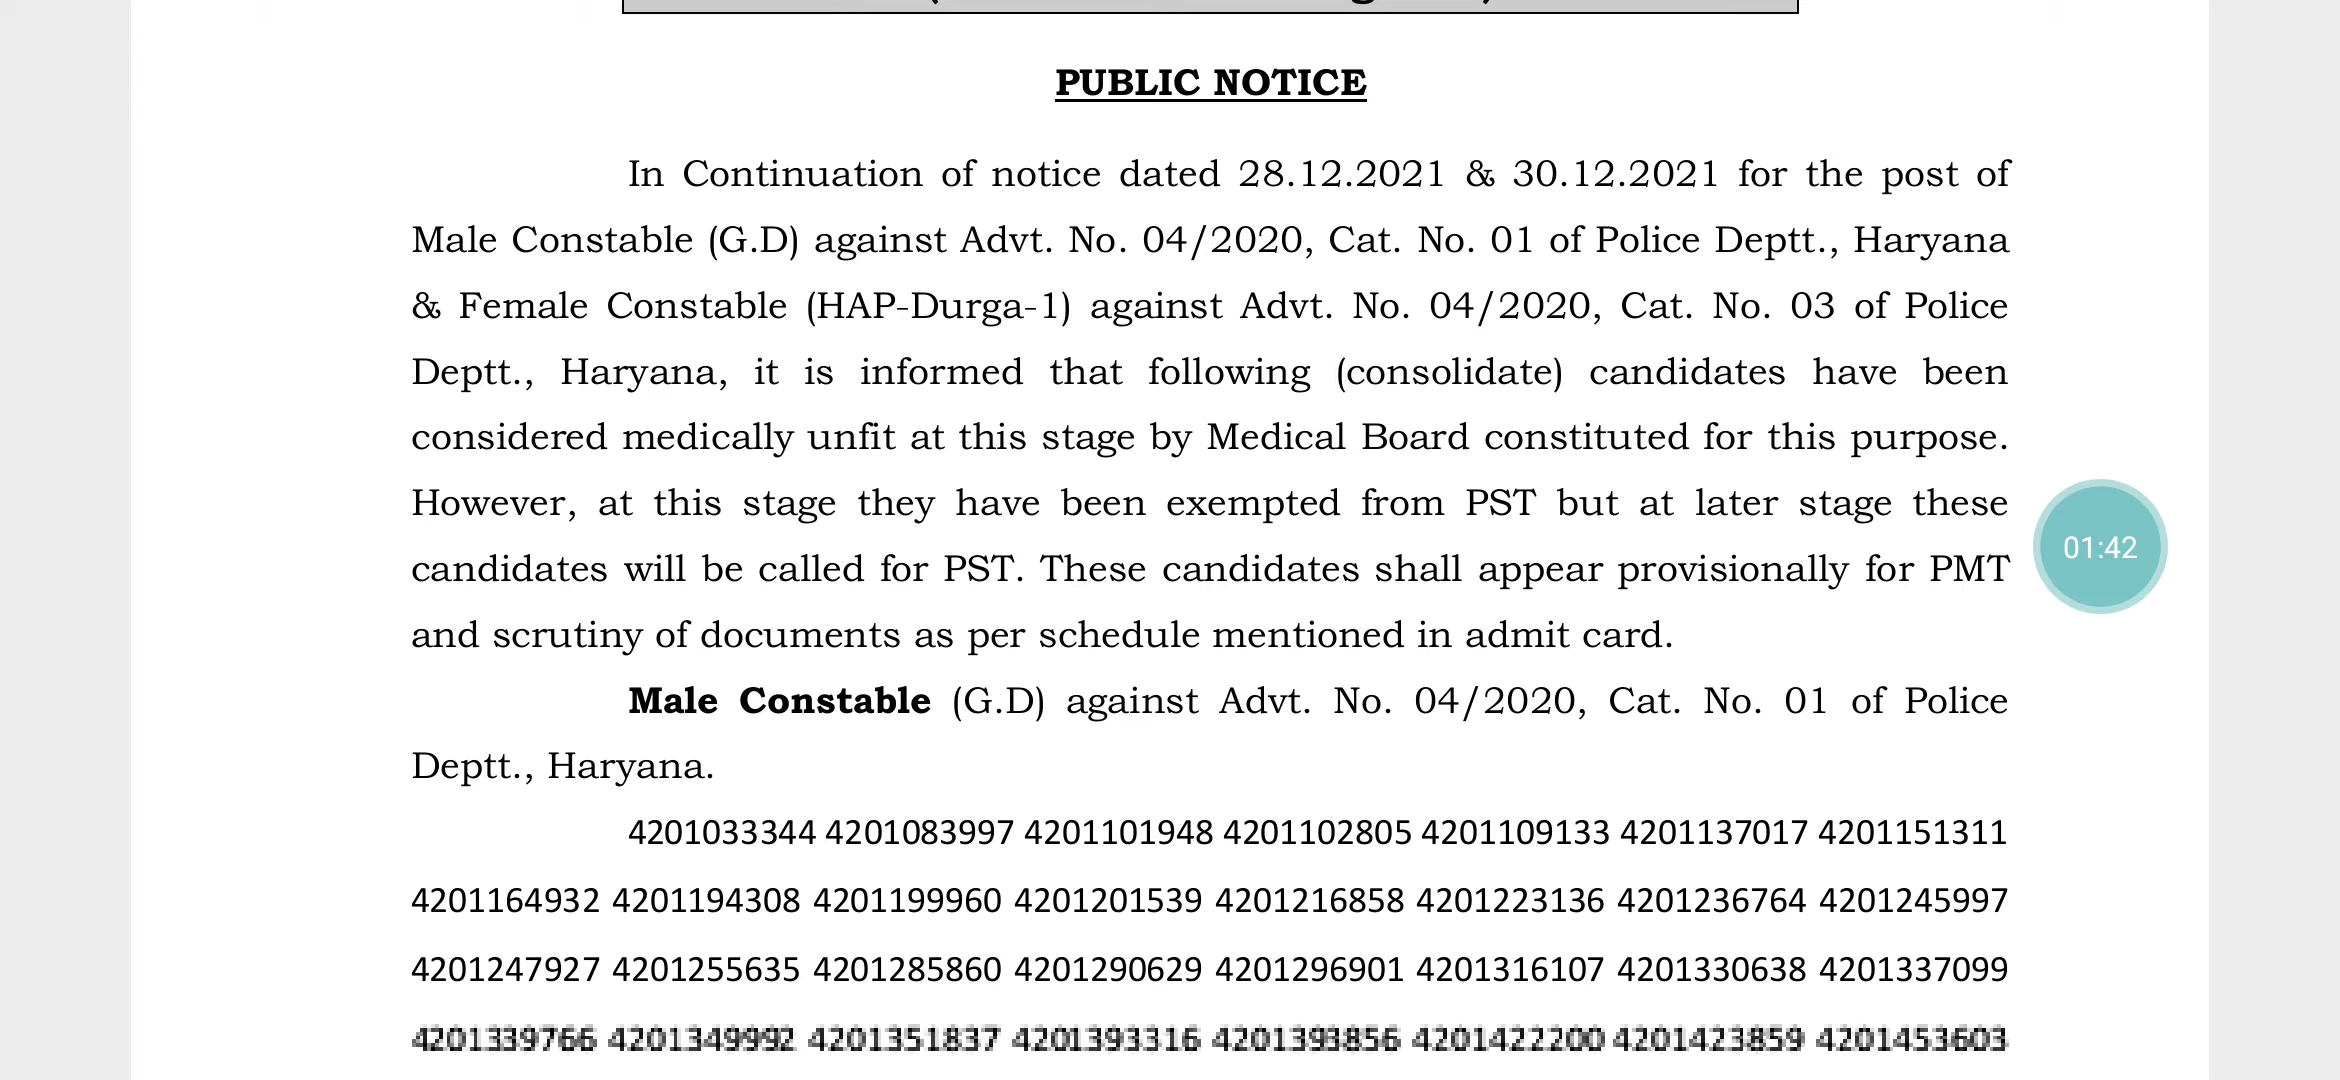 PUBLIC NOTICE
In Continuation of notice dated 28.12.2021 & 30.12.2021 for the post of
Male Constable (G.D) against Advt. No. 04/2020, Cat. No. 01 of Police Deptt., Haryana
& Female Constable (HAP-Durga-1) against Advt. No. 04/2020, Cat. No. 03 of Police
Deptt., Haryana, it is informed that following (consolidate) candidates have been
considered medically unfit at this stage by Medical Board constituted for this purpose.
However, at this stage they have been exempted from PST but at later stage these
candidates will be called for PST. These candidates shall appear provisionally for PMT
and scrutiny of documents as per schedule mentioned in admit card.
01:42
Male Constable (G.D) against Advt. No. 04/2020, Cat. No. 01 of Police
Deptt., Haryana.
4201033344 4201083997 4201101948 4201102805 4201109133 4201137017 4201151311
4201164932 4201194308 4201199960 4201201539 4201216858 4201223136 4201236764 4201245997
4201247927 4201255635 4201285860 4201290629 4201296901 4201316107 4201330638 4201337099
4201339766 4201349992 4201351837 4201393316 4201393856 4201422200 4201423859 4201453603